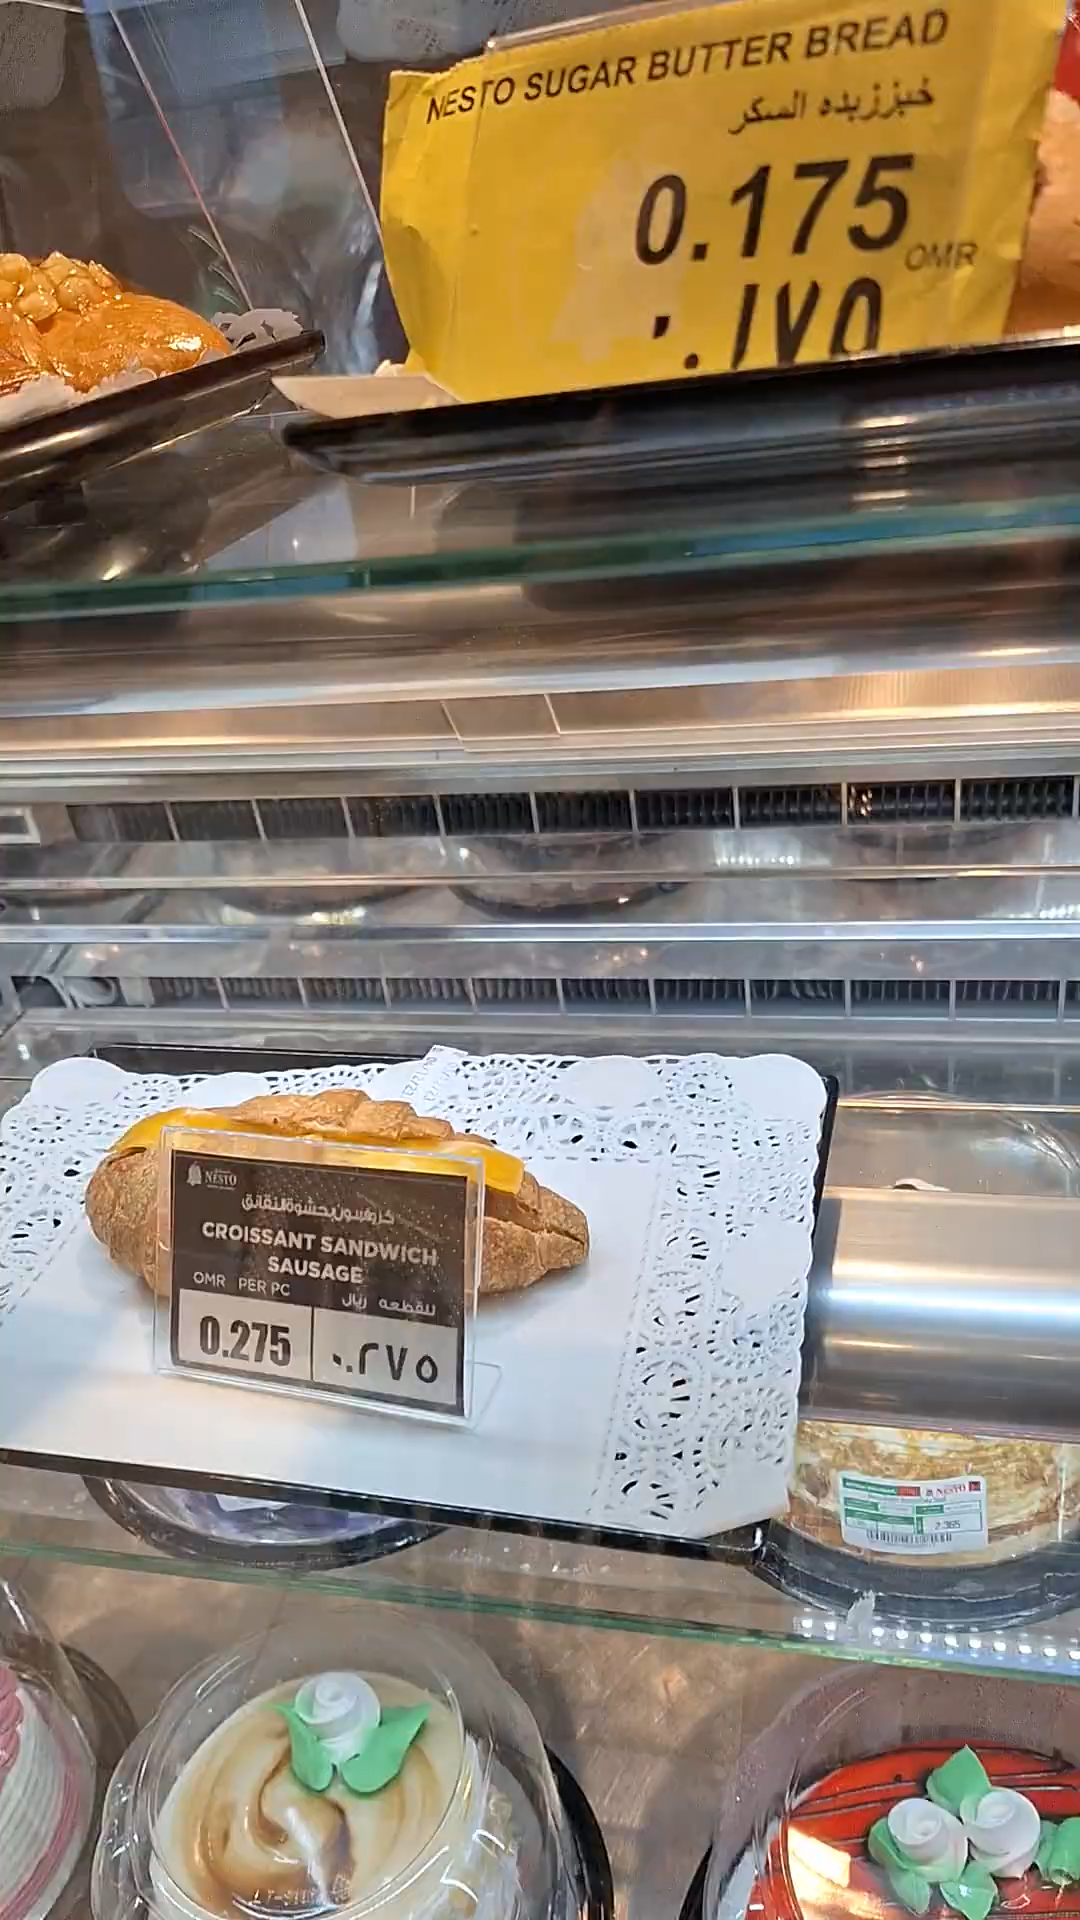 NESTO SUGAR BUTTER BREAD
خبززبده السكر
0.175
OMR
٠.١٧٥
NESTO
كرواسون بحشوة النقانق
CROISSANT SANDWICH
SAUSAGE
OMR PER PC
للقطعه ريال
0.275
٠.٢٧٥
NESTO
2.365